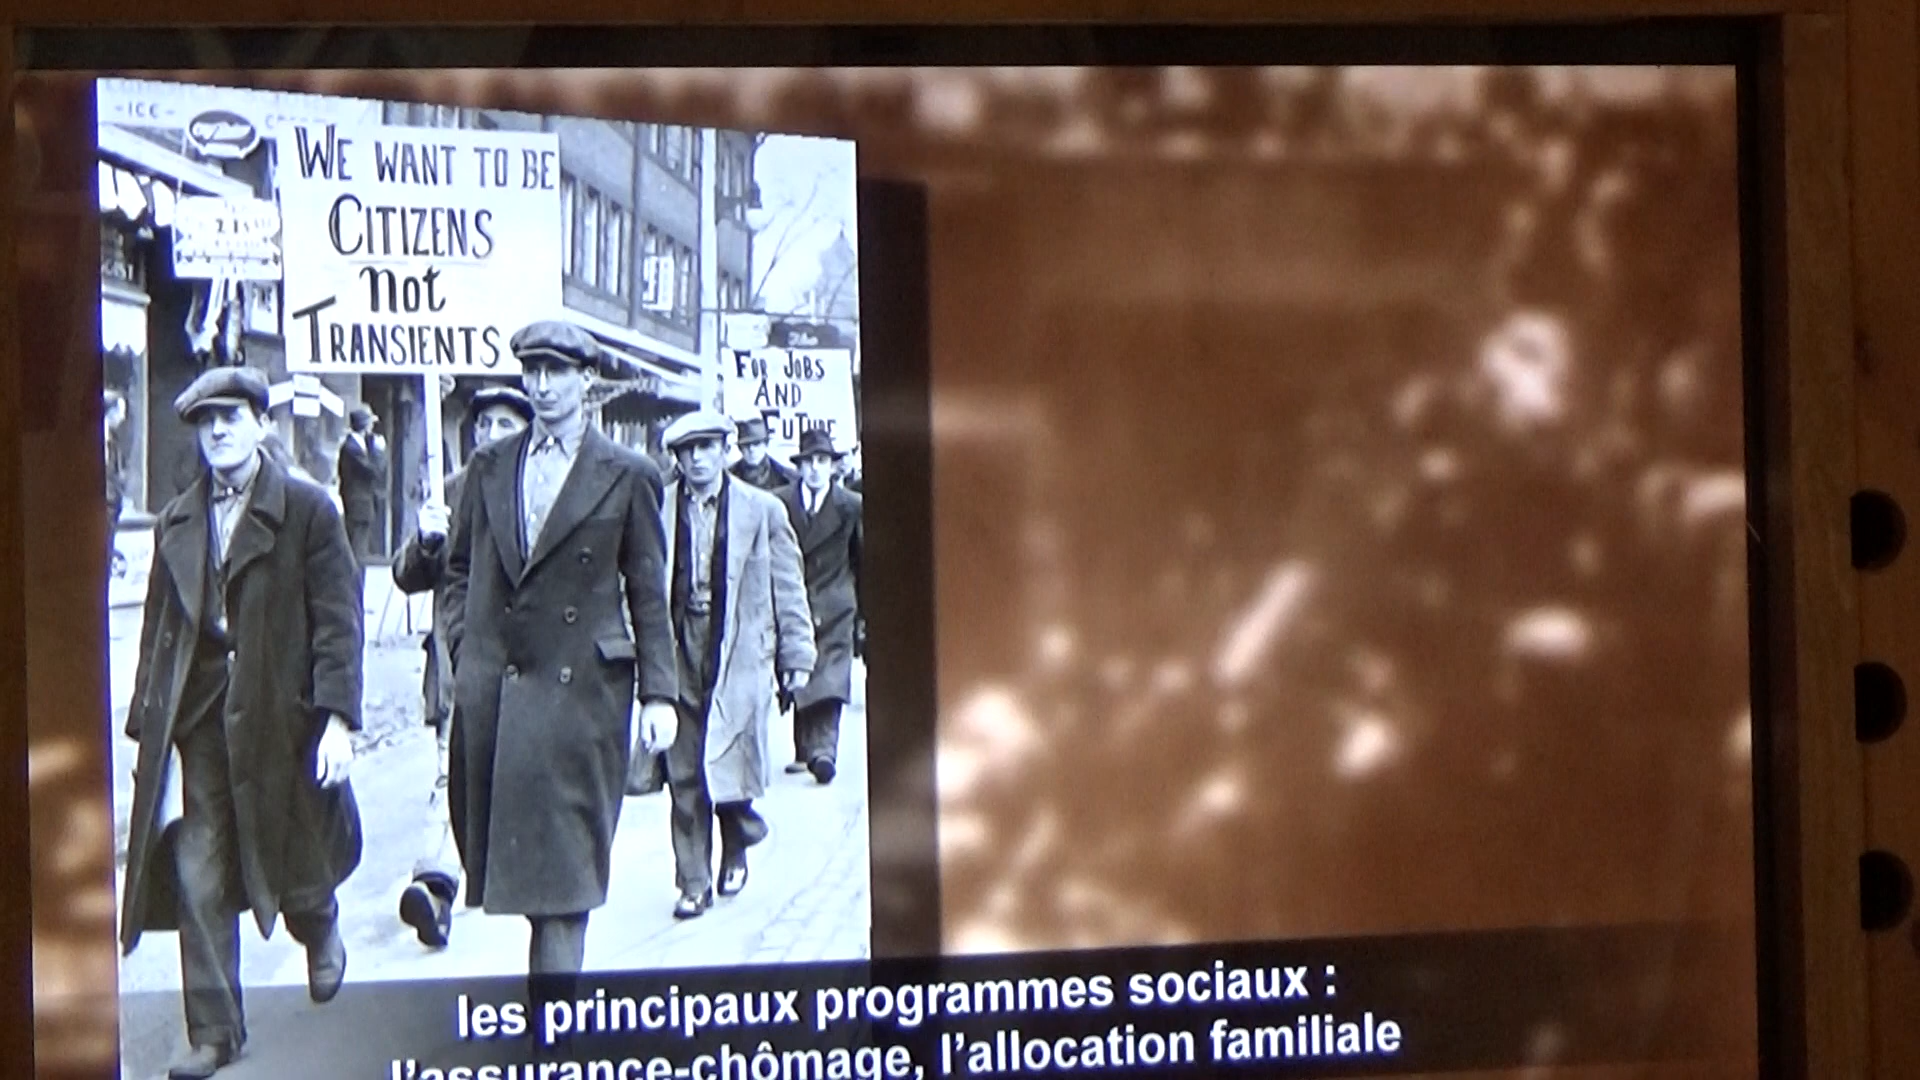 -ICE-
WE WANT TO BE
CITIZENS
not
TRANSIENTS
FOR JOBS
AND
FUTURE
les principaux programmes sociaux :
l'assurance-chômage, l'allocation familiale